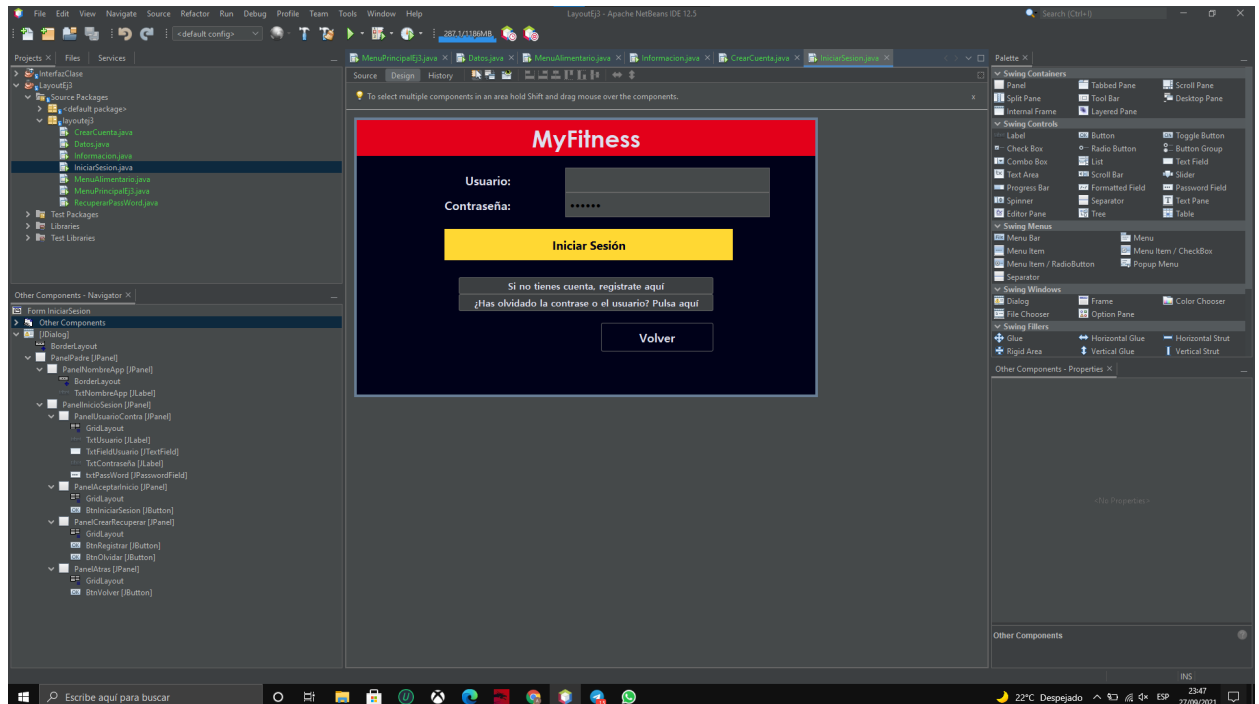 File Edit View Navigate Source Refactor Run Debug Profile Team Tools Window Help
LayoutEj3 - Apache NetBeans IDE 12.5
Search (Ctrl+I)
<default config>
287.1/1186MB
Projects
Files
Services
InterfazClase
LayoutEj3
Source Packages
<default package>
layoutej3
CrearCuenta.java
Datos.java
Informacion.java
IniciarSesion.java
MenuAlimentario.java
MenuPrincipalEj3.java
RecuperarPassWord.java
Test Packages
Libraries
Test Libraries
Other Components - Navigator
Form IniciarSesion
Other Components
[JDialog]
BorderLayout
PanelPadre [JPanel]
PanelNombreApp [JPanel]
BorderLayout
TxtNombreApp [JLabel]
PanelInicioSesion [JPanel]
PanelUsuarioContra [JPanel]
GridLayout
TxtUsuario [JLabel]
TxtFieldUsuario [JTextField]
TxtContraseña [JLabel]
txtPassWord [JPasswordField]
PanelAceptarInicio [JPanel]
GridLayout
BtnIniciarSesion [JButton]
PanelCrearRecuperar [JPanel]
GridLayout
BtnRegistrar [JButton]
BtnOlvidar [JButton]
PanelAtras [JPanel]
GridLayout
BtnVolver [JButton]
MenuPrincipalEj3.java
Datos.java
MenuAlimentario.java
Informacion.java
CrearCuenta.java
IniciarSesion.java
Source Design History
To select multiple components in an area hold Shift and drag mouse over the components.
MyFitness
Usuario:
Contraseña:
Iniciar Sesión
Si no tienes cuenta, registrate aquí
¿Has olvidado la contrase o el usuario? Pulsa aquí
Volver
Palette
Swing Containers
Panel Tabbed Pane Scroll Pane
Split Pane Tool Bar Desktop Pane
Internal Frame Layered Pane
Swing Controls
Label Button Toggle Button
Check Box Radio Button Button Group
Combo Box List Text Field
Text Area Scroll Bar Slider
Progress Bar Formatted Field Password Field
Spinner Separator Text Pane
Editor Pane Tree Table
Swing Menus
Menu Bar Menu
Menu Item Menu Item / CheckBox
Menu Item / RadioButton Popup Menu
Separator
Swing Windows
Dialog Frame Color Chooser
File Chooser Option Pane
Swing Fillers
Glue Horizontal Glue Horizontal Strut
Rigid Area Vertical Glue Vertical Strut
Other Components - Properties
<No Properties>
Other Components
INS
Escribe aquí para buscar
22°C Despejado
ESP
23:47
27/09/2021